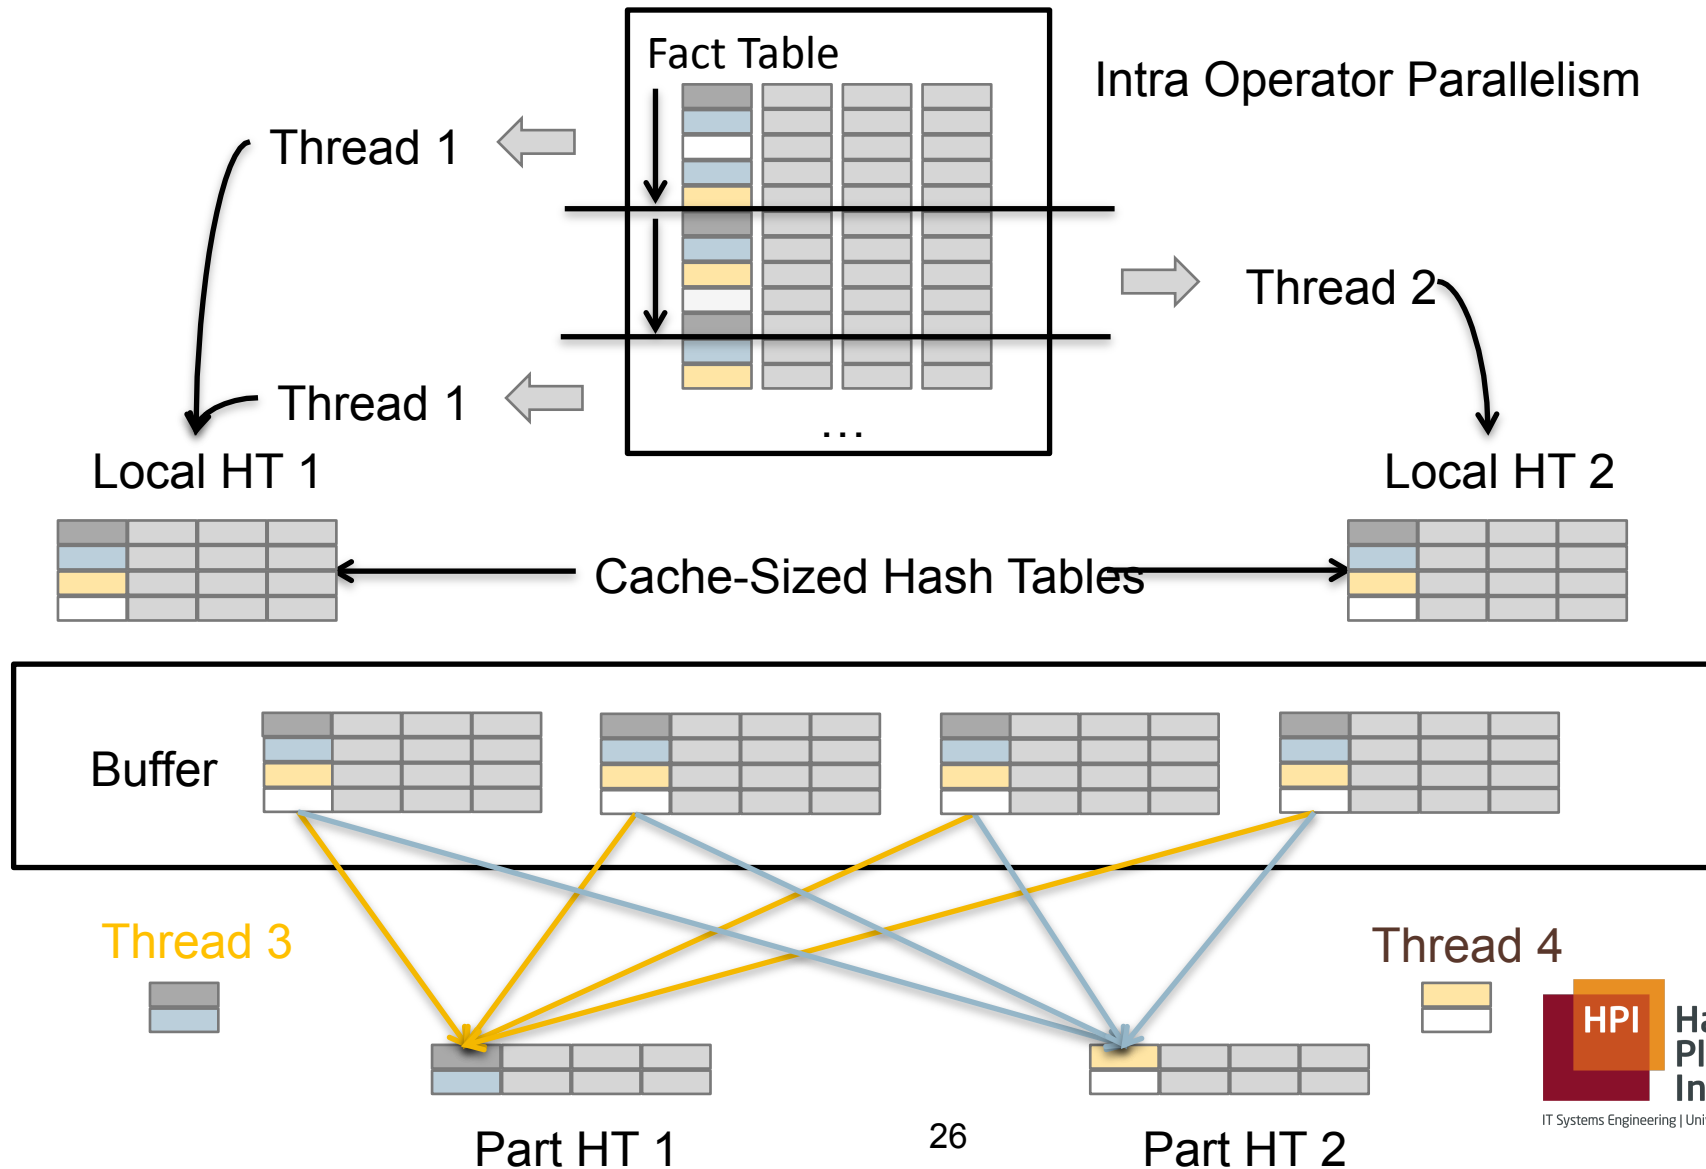 Fact Table
Intra Operator Parallelism
Thread 1
Thread 2
Thread 1
…
Local HT 1
Local HT 2
Cache-Sized Hash Tables
Buffer
Thread 3
Thread 4
HPI
IT Systems Engineering |
26
Part HT 1
Part HT 2